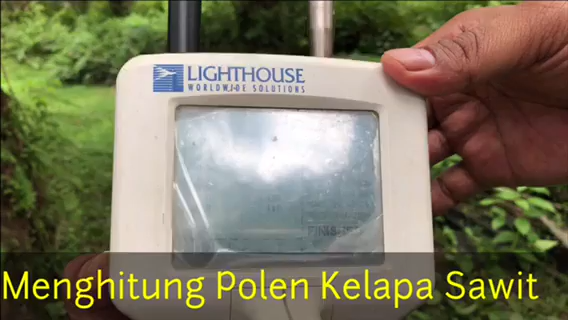 LIGHTHOUSE
WORLDWIDE SOLUTIONS
Menghitung Polen Kelapa Sawit